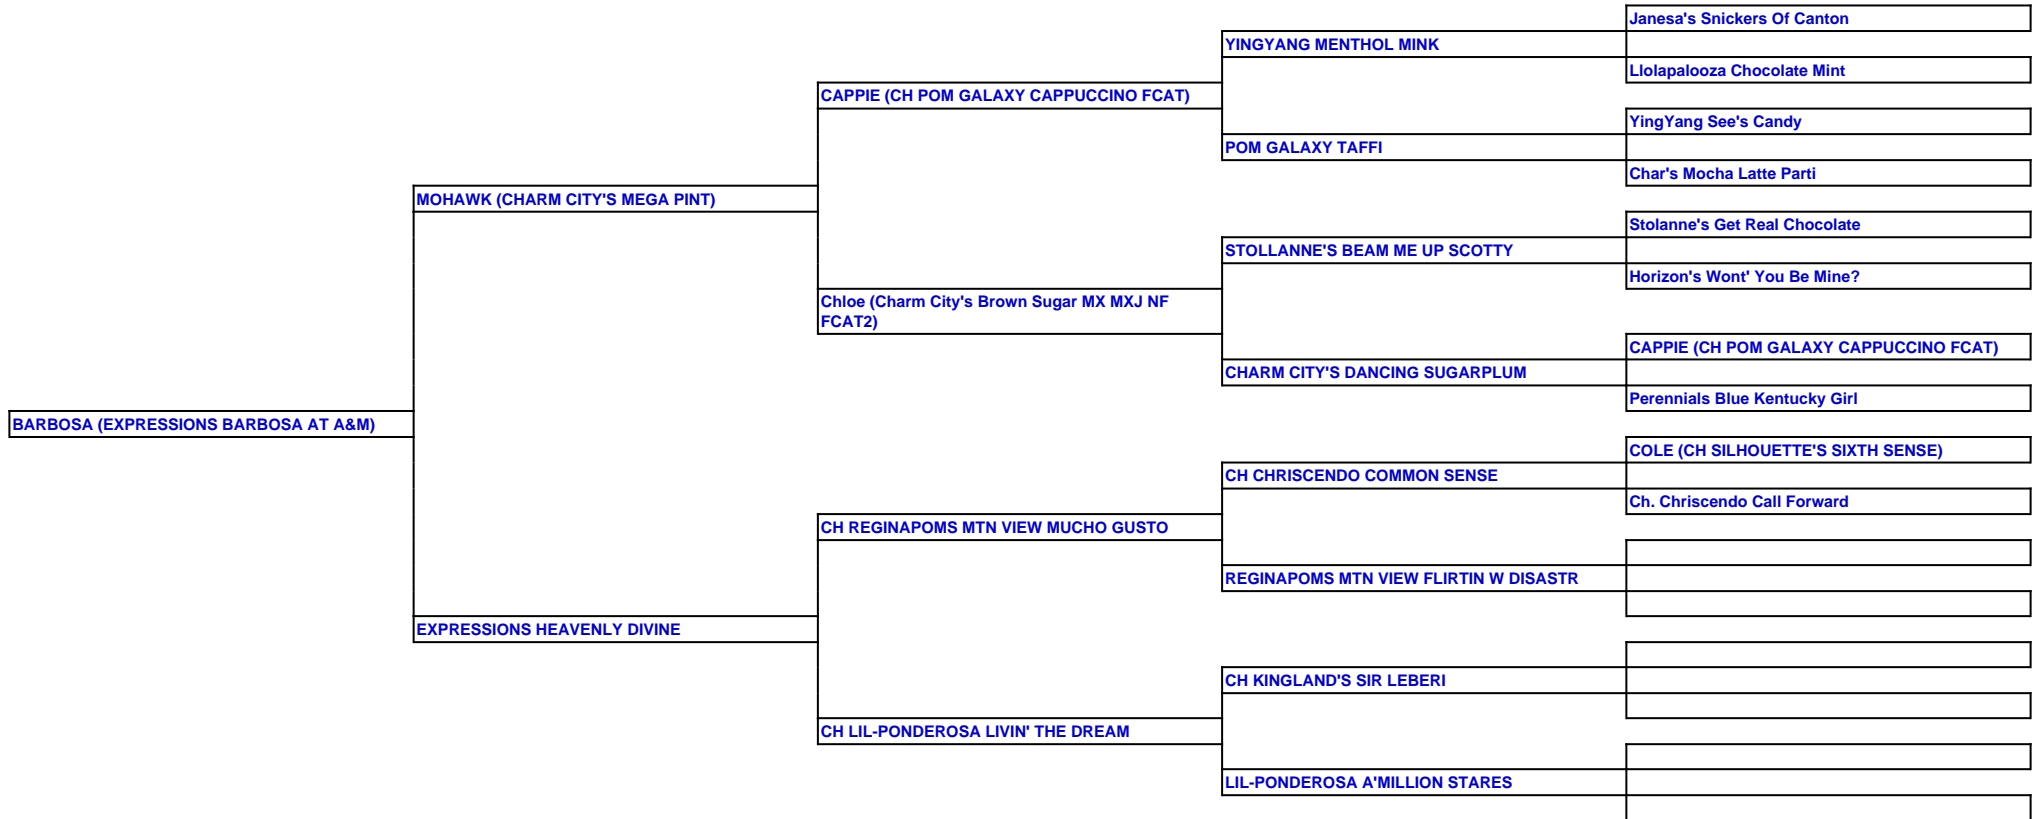 Janesa's Snickers Of Canton
YINGYANG MENTHOL MINK
Llolapalooza Chocolate Mint
CAPPIE (CH POM GALAXY CAPPUCCINO FCAT)
YingYang See's Candy
POM GALAXY TAFFI
Char's Mocha Latte Parti
MOHAWK (CHARM CITY'S MEGA PINT)
Stolanne's Get Real Chocolate
STOLLANNE'S BEAM ME UP SCOTTY
Horizon's Wont' You Be Mine?
Chloe (Charm City's Brown Sugar MX MXJ NF
FCAT2)
CAPPIE (CH POM GALAXY CAPPUCCINO FCAT)
CHARM CITY'S DANCING SUGARPLUM
Perennials Blue Kentucky Girl
BARBOSA (EXPRESSIONS BARBOSA AT A&M)
COLE (CH SILHOUETTE'S SIXTH SENSE)
CH CHRISCENDO COMMON SENSE
Ch. Chriscendo Call Forward
CH REGINAPOMS MTN VIEW MUCHO GUSTO
REGINAPOMS MTN VIEW FLIRTIN W DISASTR
EXPRESSIONS HEAVENLY DIVINE
CH KINGLAND'S SIR LEBERI
CH LIL-PONDEROSA LIVIN' THE DREAM
LIL-PONDEROSA A'MILLION STARES